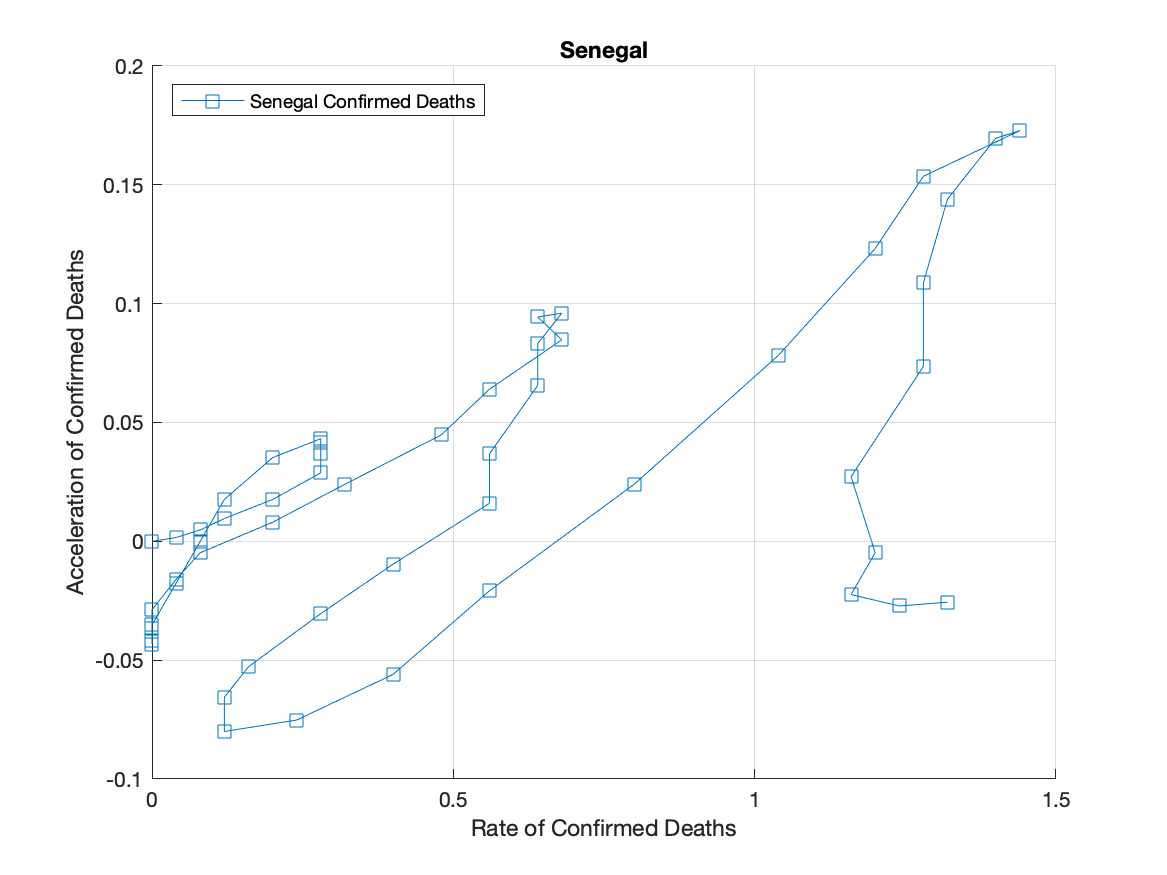 Senegal
0.2
Senegal Confirmed Deaths
0.15
0.1
0.05
0
-0.05
-0.1
Acceleration of Confirmed Deaths
0 0.5 1 1.5
Rate of Confirmed Deaths